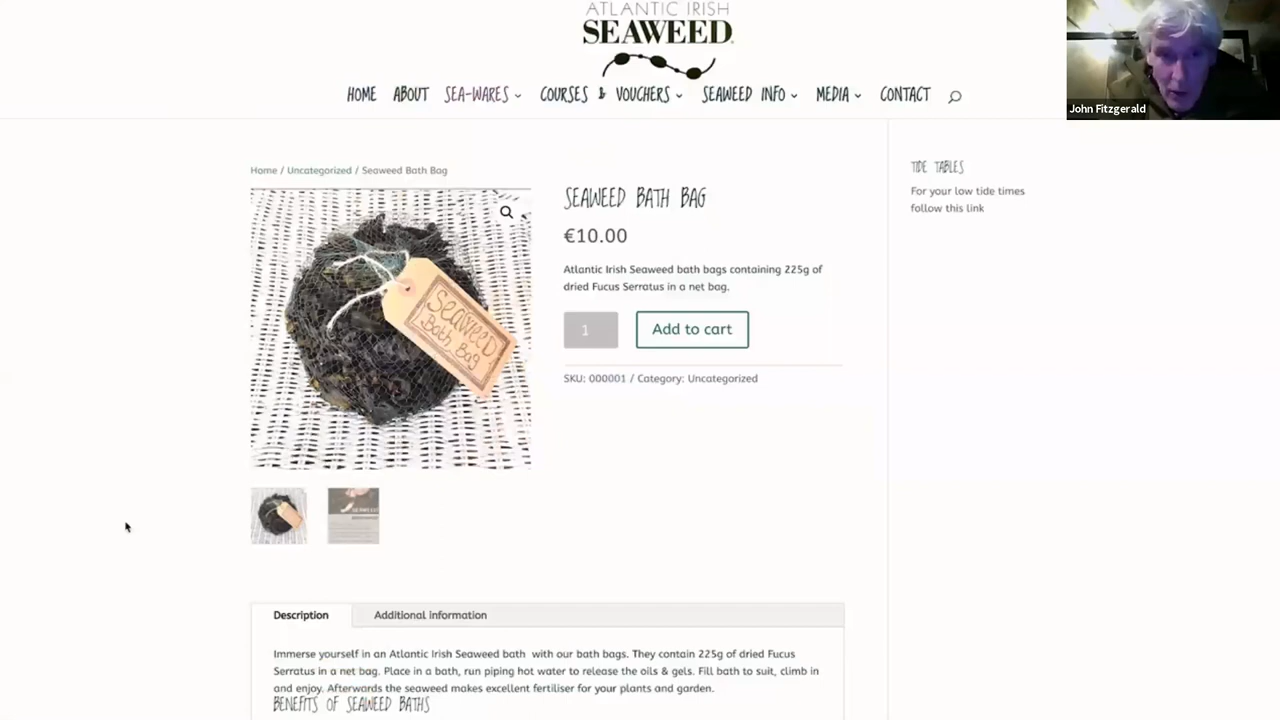 ATLANTIC IRISH
SEAWEED
HOME ABOUT SEA-WARES COURSES & VOUCHERS SEAWEED INFO MEDIA CONTACT
John Fitzgerald
Home / Uncategorized / Seaweed Bath Bag
Seaweed
Bath Bag
SEAWEED BATH BAG
€10.00
Atlantic Irish Seaweed bath bags containing 225g of
dried Fucus Serratus in a net bag.
1
Add to cart
SKU: 000001 / Category: Uncategorized
TIDE TABLES
For your low tide times
follow this link
SEAWEED
Description
Additional information
Immerse yourself in an Atlantic Irish Seaweed bath with our bath bags. They contain 225g of dried Fucus
Serratus in a net bag. Place in a bath, run piping hot water to release the oils & gels. Fill bath to suit, climb in
and enjoy. Afterwards the seaweed makes excellent fertiliser for your plants and garden.
BENEFITS OF SEAWEED BATHS